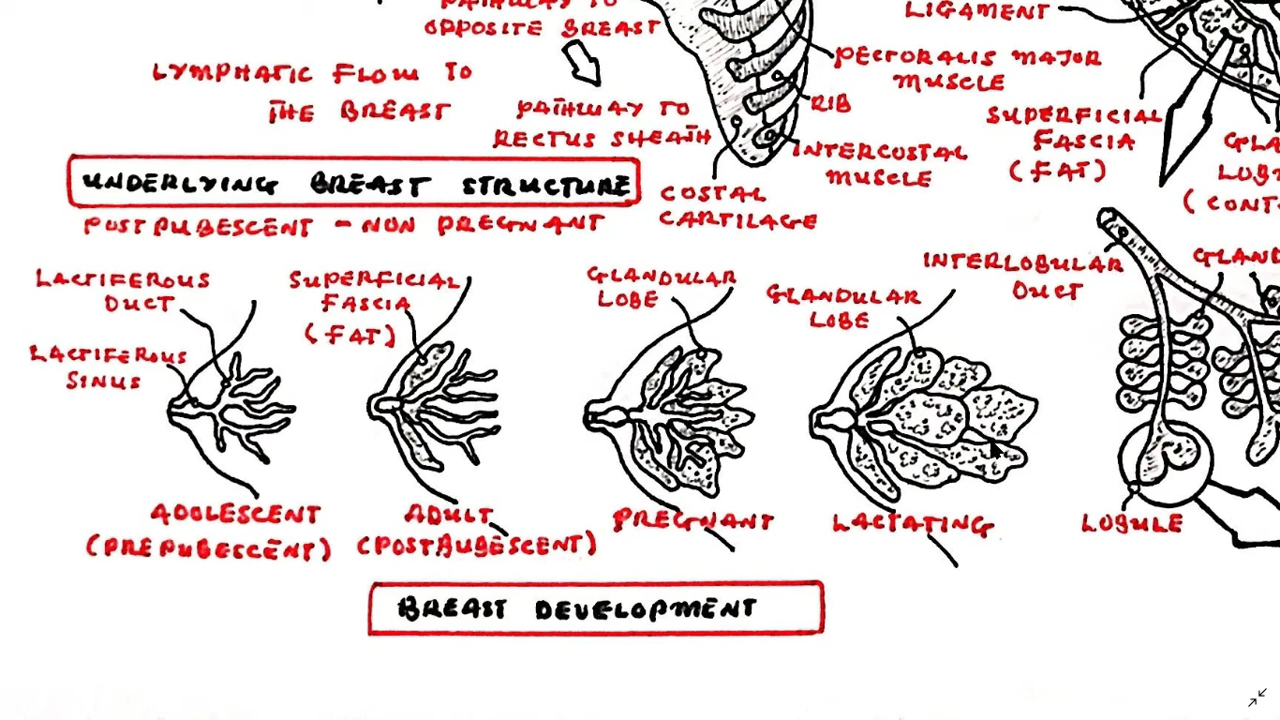 OPPOSITE BREAST
LIGAMENT
LYMPHATIC FLOW TO
THE BREAST
PATHWAY TO
RECTUS SHEATH
PECTORALIS MAJOR
MUSCLE
RIB
INTERCOSTAL
MUSCLE
SUPERFICIAL
FASCIA
(FAT)
COSTAL
CARTILAGE
UNDERLYING BREAST STRUCTURE
POSTPUBESCENT - NON PREGNANT
LACTIFEROUS
DUCT
LACTIFEROUS
SINUS
SUPERFICIAL
FASCIA
(FAT)
GLANDULAR
LOBE
GLANDULAR
LOBE
INTERLOBULAR
DUCT
ADOLESCENT
(PREPUBESCENT)
ADULT
(POSTPUBESCENT)
PREGNANT
LACTATING
LOBULE
BREAST DEVELOPMENT